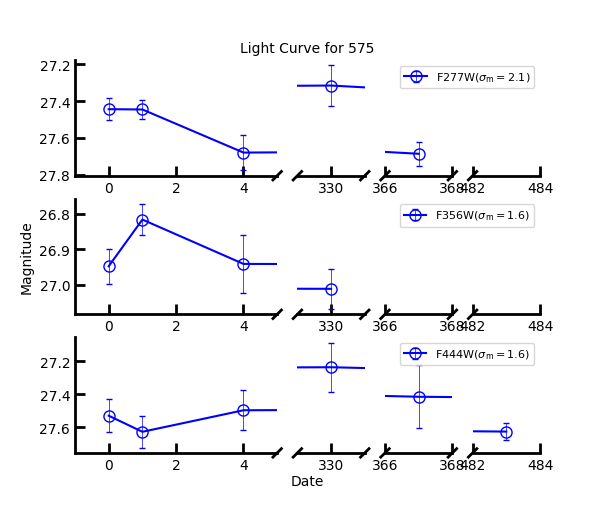 Light Curve for 575
27.2
27.4
27.6
27.8
F277W(σm = 2.1)
0 2 4 330 366 368 482 484
26.8
26.9
27.0
F356W(σm = 1.6)
0 2 4 330 366 368 482 484
Magnitude
27.2
27.4
27.6
F444W(σm = 1.6)
0 2 4 330 366 368 482 484
Date